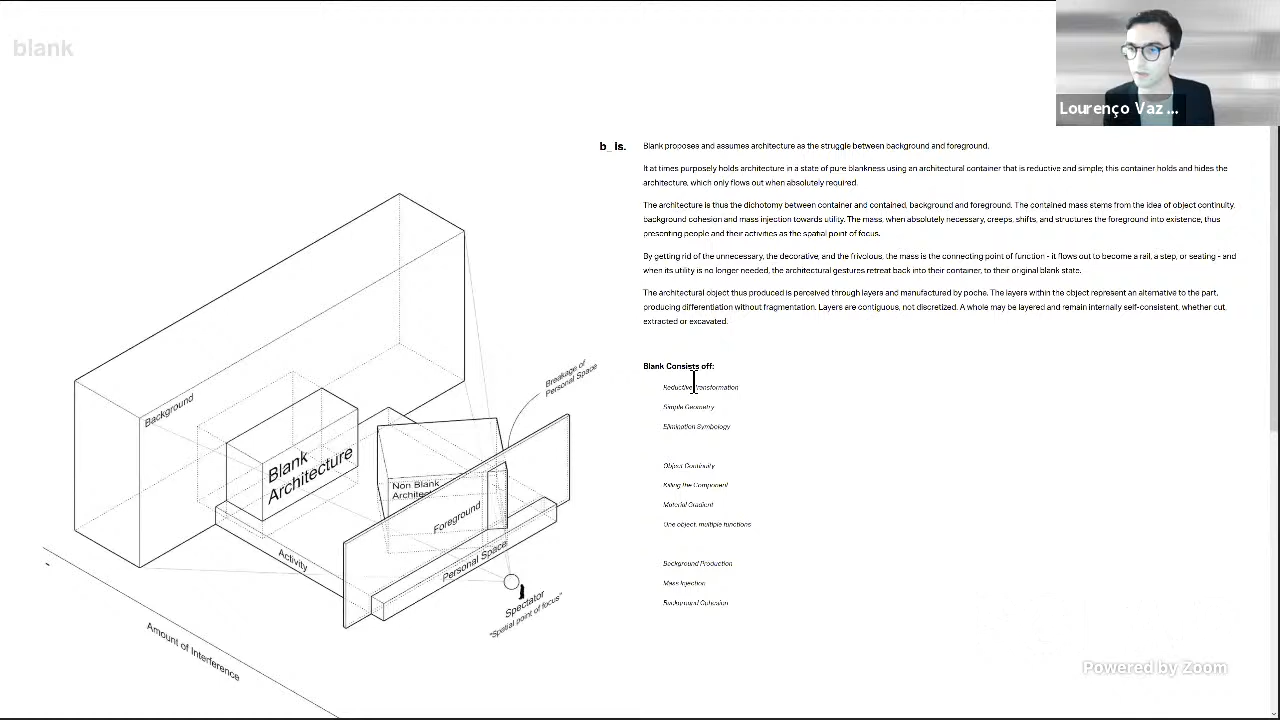 blank
Lourenço Vaz ...
b_ is.
Blank proposes and assumes architecture as the struggle between background and foreground.
It at times purposely holds architecture in a state of pure blankness using an architectural container that is reductive and simple; this container holds and hides the
architecture, which only flows out when absolutely required.
The architecture is thus the dichotomy between container and contained, background and foreground. The contained mass stems from the idea of object continuity,
background cohesion and mass injection towards utility. The mass, when absolutely necessary, creeps, shifts, and structures the foreground into existence, thus
presenting people and their activities as the spatial point of focus.
By getting rid of the unnecessary, the decorative, and the frivolous, the mass is the connecting point of function - it flows out to become a rail, a step, or seating - and
when its utility is no longer needed, the architectural gestures retreat back into their container, to their original blank state.
The architectural object thus produced is perceived through layers and manufactured by poche. The layers within the object represent an alternative to the part,
producing differentiation without fragmentation. Layers are contiguous, not discretized. A whole may be layered and remain internally self-consistent, whether cut,
extracted or excavated.
Blank Consists off:
Reductive Transformation
Simple Geometry
Elimination Symbology
Object Continuity
Killing the Component
Material Gradient
One object, multiple functions
Background Production
Mass Injection
Background Cohesion
Background
Blank
Architecture
Non Blank
Architect
Foreground
Breakage of
Personal Space
Activity
Personal Space
Spectator
"Spatial point of focus"
Amount of Interference
Powered by Zoom